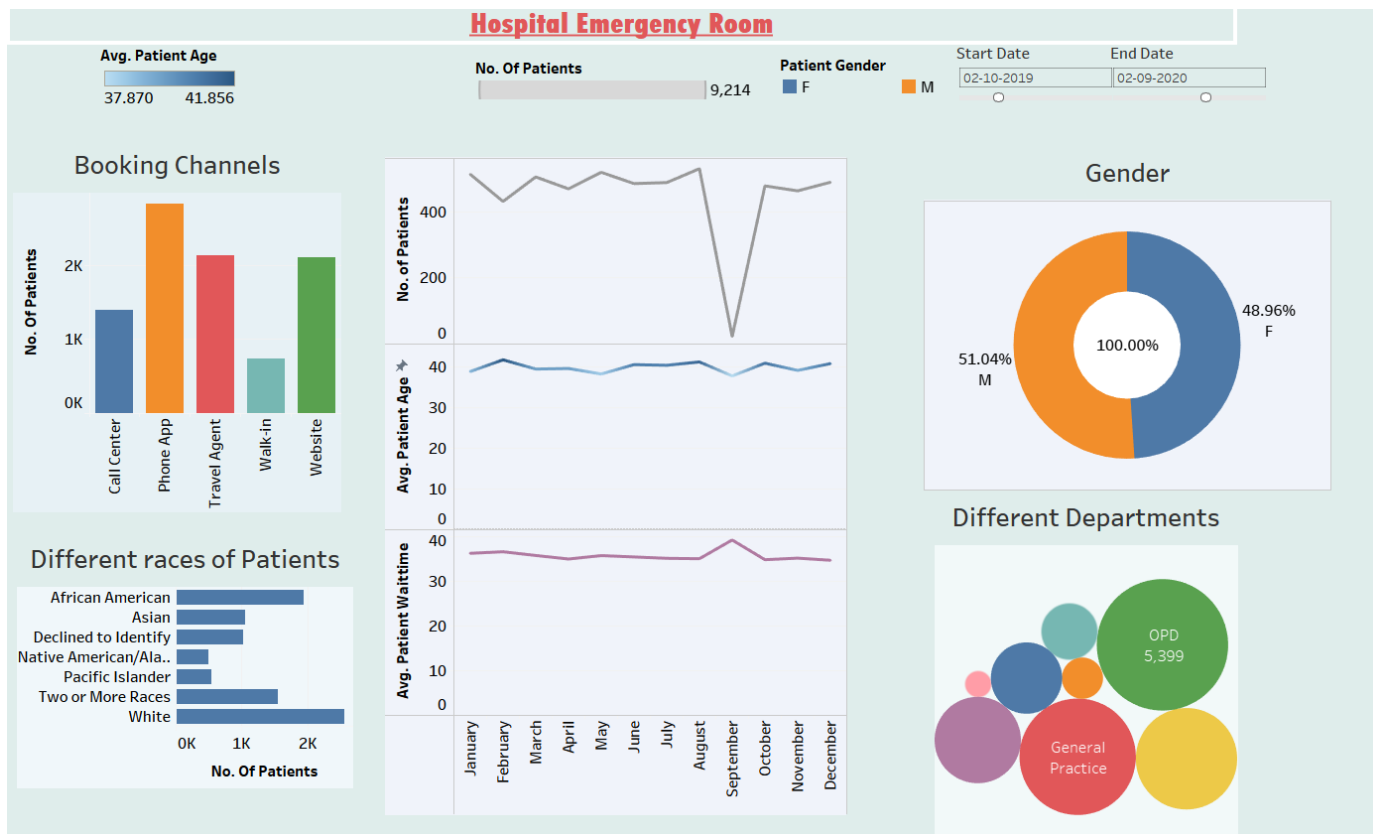 Hospital Emergency Room
Avg. Patient Age
37.870 41.856
No. Of Patients
9,214
Patient Gender
F M
Start Date End Date
02-10-2019 02-09-2020
Booking Channels
No. Of Patients
2K
1K
0K
Call Center
Phone App
Travel Agent
Walk-in
Website
Different races of Patients
African American
Asian
Declined to Identify
Native American/Ala..
Pacific Islander
Two or More Races
White
0K 1K 2K
No. Of Patients
No. of Patients
400
200
0
Avg. Patient Age
40
30
20
10
0
Avg. Patient Waittime
40
30
20
10
0
January
February
March
April
May
June
July
August
September
October
November
December
Gender
48.96%
F
100.00%
51.04%
M
Different Departments
OPD
5,399
General
Practice